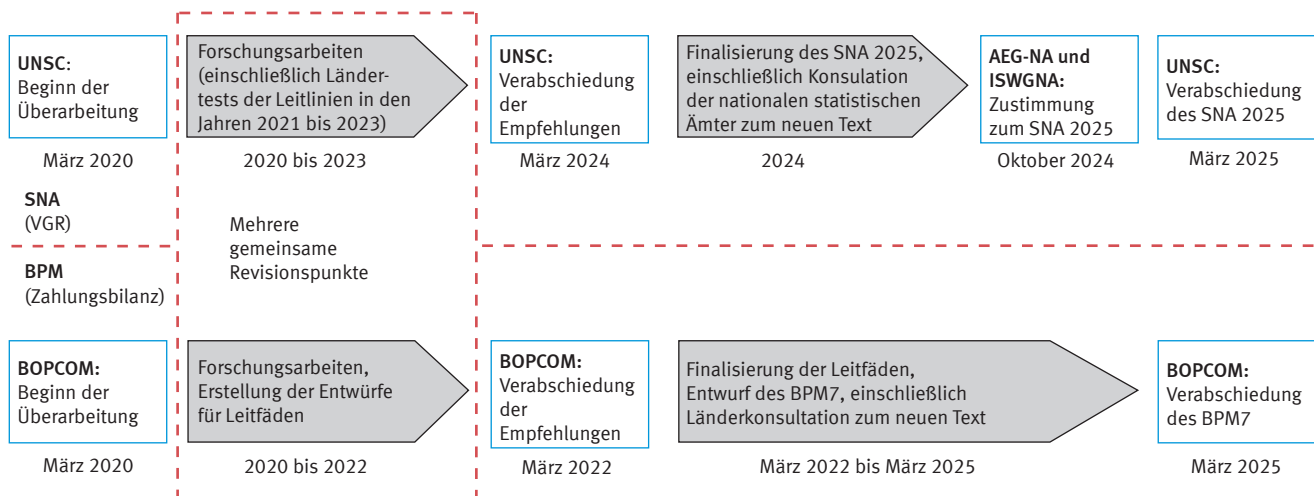 UNSC:
Beginn der
Überarbeitung
März 2020
Forschungsarbeiten
(einschließlich Länder-
tests der Leitlinien in den
Jahren 2021 bis 2023)
2020 bis 2023
UNSC:
Verabschiedung
der
Empfehlungen
März 2024
Finalisierung des SNA 2025,
einschließlich Konsulation
der nationalen statistischen
Ämter zum neuen Text
2024
AEG-NA und
ISWGNA:
Zustimmung
zum SNA 2025
Oktober 2024
UNSC:
Verabschiedung
des SNA 2025
März 2025
SNA
(VGR)
Mehrere
gemeinsame
Revisionspunkte
BPM
(Zahlungsbilanz)
BOPCOM:
Beginn der
Überarbeitung
März 2020
Forschungsarbeiten,
Erstellung der Entwürfe
für Leitfäden
2020 bis 2022
BOPCOM:
Verabschiedung
der
Empfehlungen
März 2022
Finalisierung der Leitfäden,
Entwurf des BPM7, einschließlich
Länderkonsultation zum neuen Text
März 2022 bis März 2025
BOPCOM:
Verabschiedung
des BPM7
März 2025